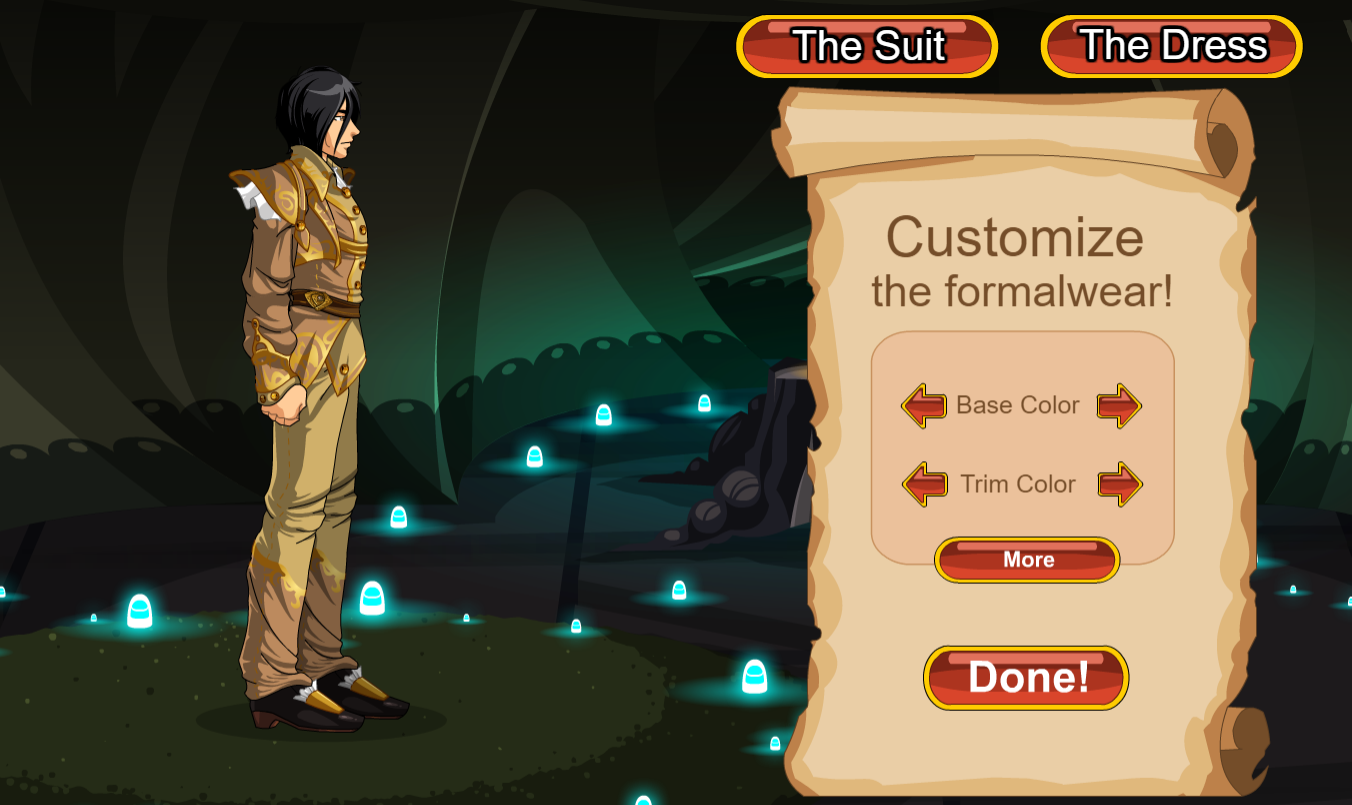 The Suit
The Dress
Customize
the formalwear!
Base Color
Trim Color
More
Done!